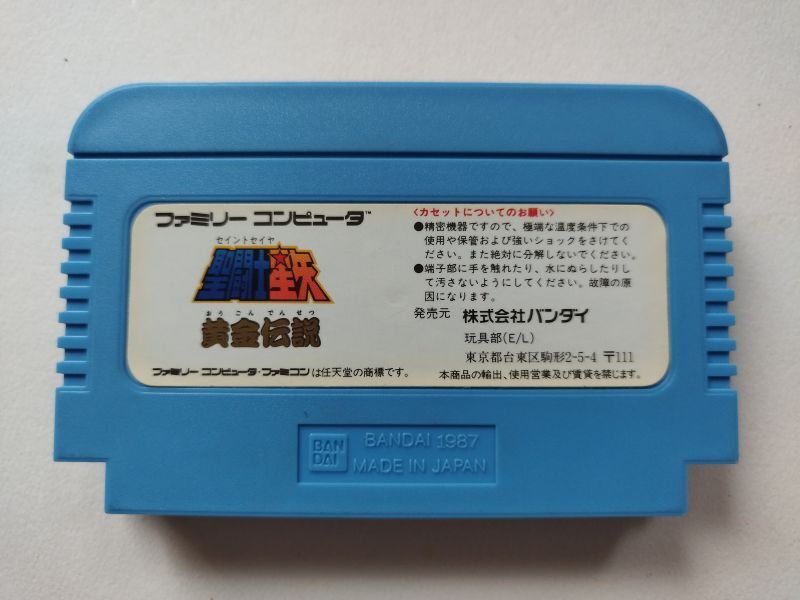 ファミリー コンピュータ™
セイントセイヤ
聖闘士星矢
おうごんでんせつ
黄金伝説
ファミリー コンピュータ・ファミコンは任天堂の商標です。
〈カセットについてのお願い〉
●精密機器ですので、極端な温度条件下での
使用や保管および強いショックをさけてく
ださい。また絶対に分解しないでください。
●端子部に手を触れたり、水にぬらしたりし
て汚さないようにしてください。故障の原
因になります。
発売元 株式会社バンダイ
玩具部(E/L)
東京都台東区駒形2-5-4 〒111
本商品の輸出、使用営業及び賃貸を禁じます。
BAN
DAI
BANDAI 1987
MADE IN JAPAN